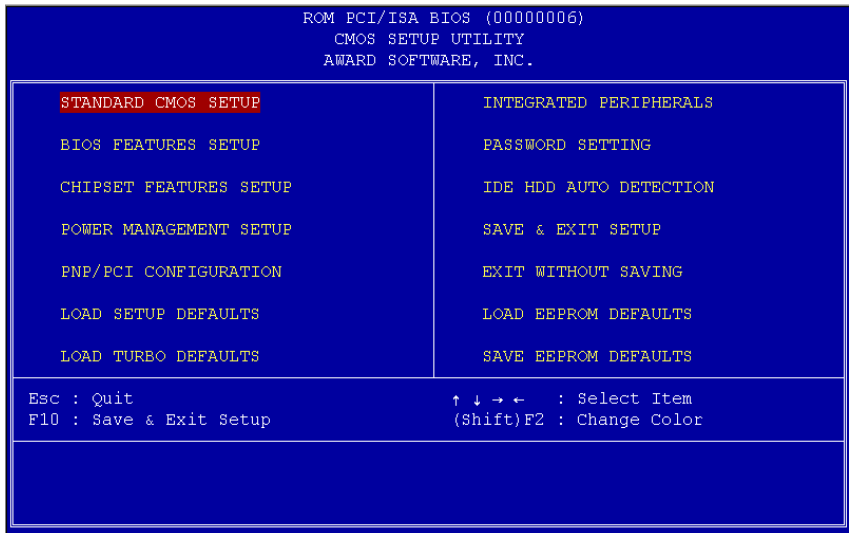 ROM PCI/ISA BIOS (00000006)
CMOS SETUP UTILITY
AWARD SOFTWARE, INC.
STANDARD CMOS SETUP
BIOS FEATURES SETUP
CHIPSET FEATURES SETUP
POWER MANAGEMENT SETUP
PNP/PCI CONFIGURATION
LOAD SETUP DEFAULTS
LOAD TURBO DEFAULTS
INTEGRATED PERIPHERALS
PASSWORD SETTING
IDE HDD AUTO DETECTION
SAVE & EXIT SETUP
EXIT WITHOUT SAVING
LOAD EEPROM DEFAULTS
SAVE EEPROM DEFAULTS
Esc : Quit
F10 : Save & Exit Setup
↑ ↓ → ← : Select Item
(Shift)F2 : Change Color